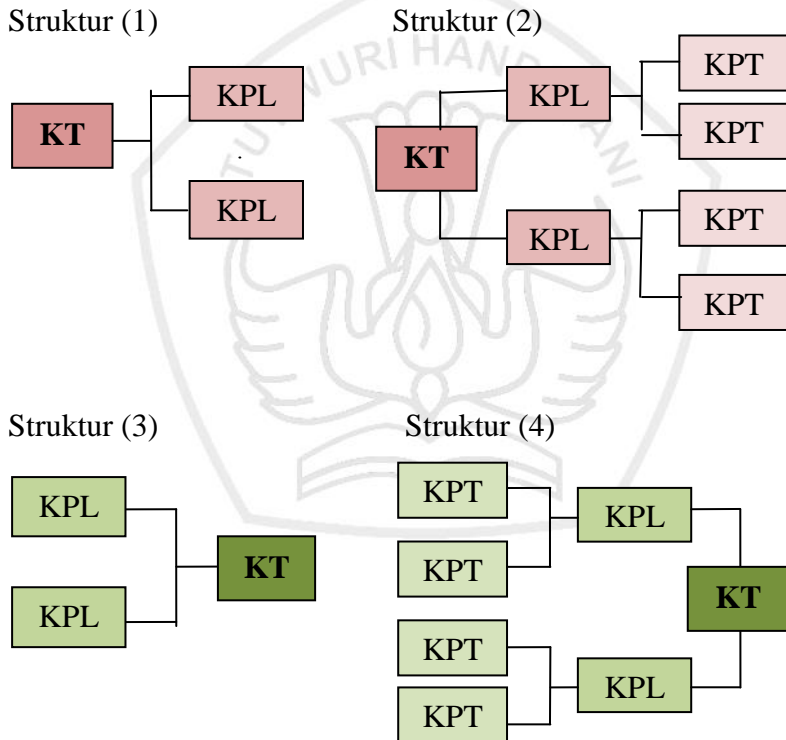 Struktur (1)
KT
KPL
KPL
Struktur (2)
KT
KPL
KPL
KPT
KPT
KPT
KPT
Struktur (3)
KPL
KPL
KT
Struktur (4)
KPT
KPT
KPT
KPT
KPL
KPL
KT